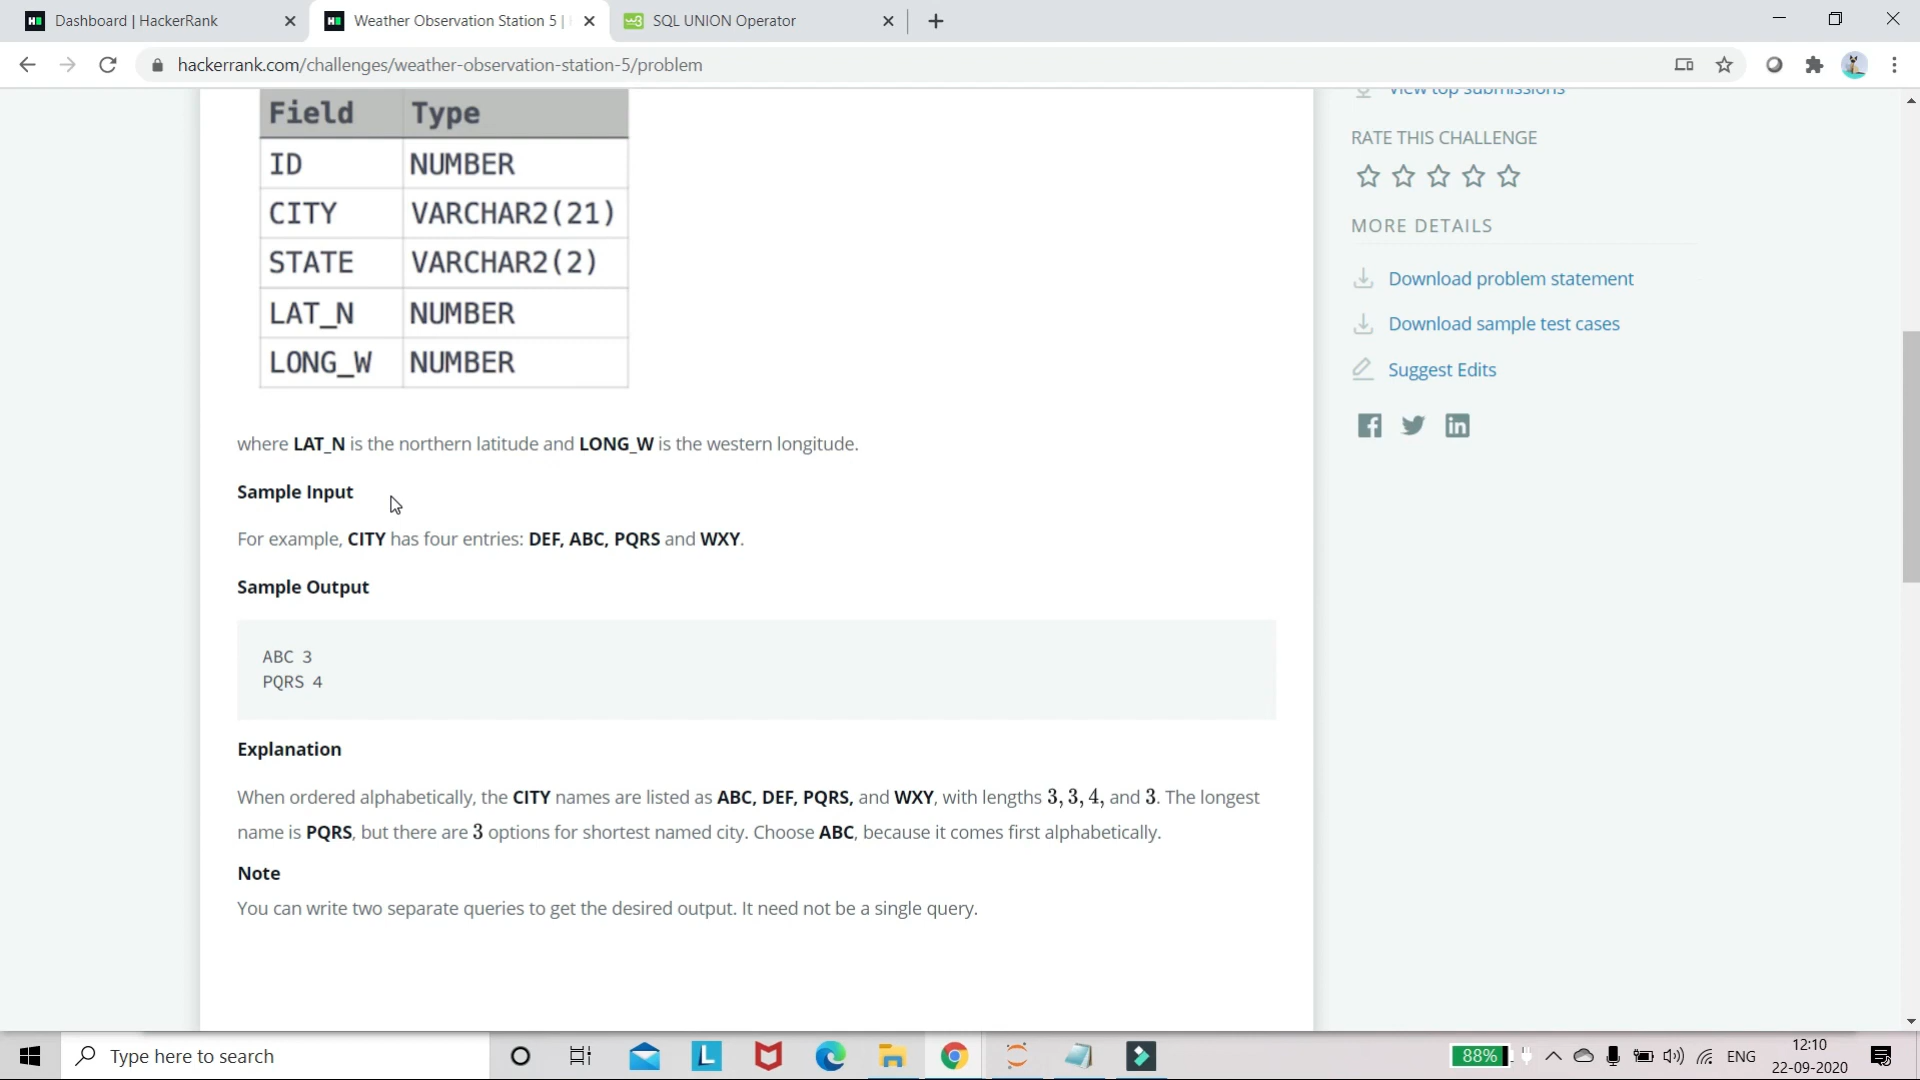 Dashboard | HackerRank
Weather Observation Station 5 |
SQL UNION Operator
hackerrank.com/challenges/weather-observation-station-5/problem
Field Type
ID NUMBER
CITY VARCHAR2(21)
STATE VARCHAR2(2)
LAT_N NUMBER
LONG_W NUMBER
where LAT_N is the northern latitude and LONG_W is the western longitude.
Sample Input
For example, CITY has four entries: DEF, ABC, PQRS and WXY.
Sample Output
ABC 3
PQRS 4
Explanation
When ordered alphabetically, the CITY names are listed as ABC, DEF, PQRS, and WXY, with lengths 3, 3, 4, and 3. The longest
name is PQRS, but there are 3 options for shortest named city. Choose ABC, because it comes first alphabetically.
Note
You can write two separate queries to get the desired output. It need not be a single query.
View top submissions
RATE THIS CHALLENGE
MORE DETAILS
Download problem statement
Download sample test cases
Suggest Edits
Type here to search
88%
ENG
12:10
22-09-2020